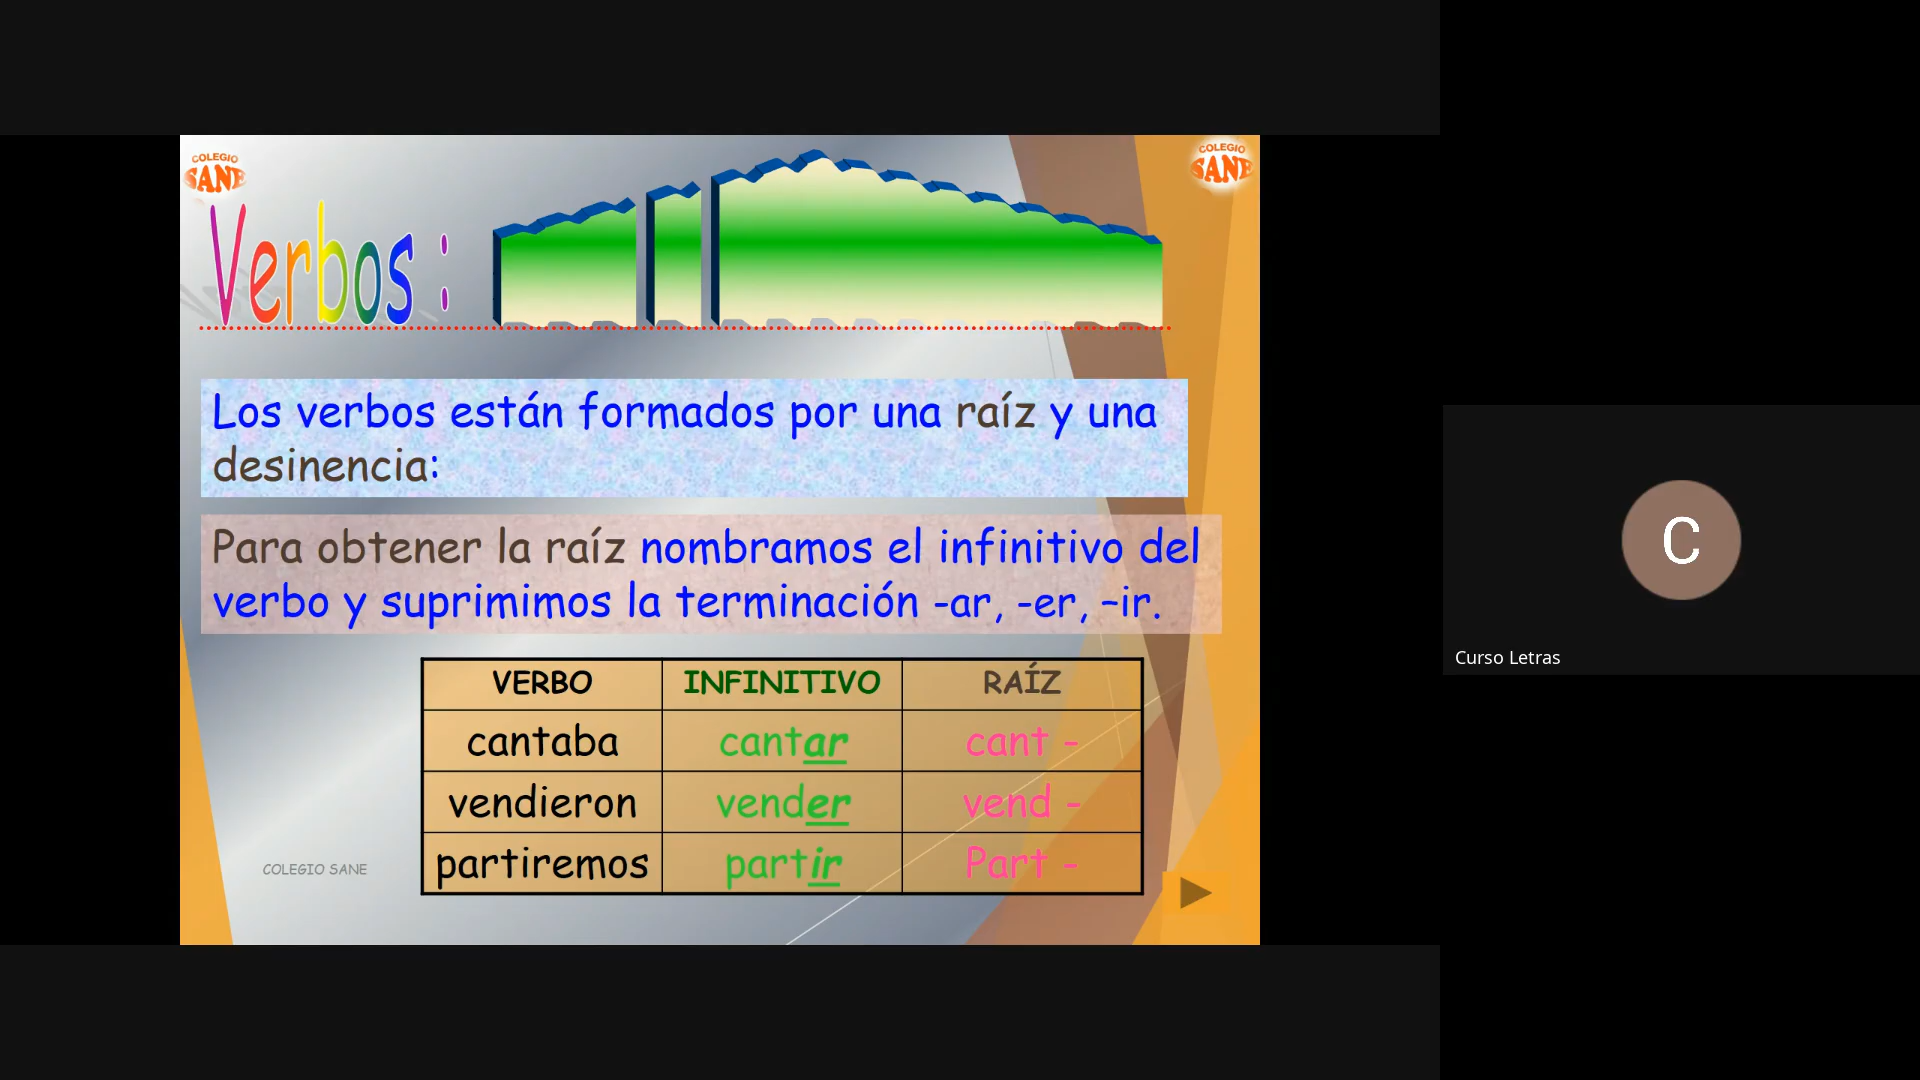 COLEGIO
SANE
COLEGIO
SANE
Verbos :
Los verbos están formados por una raíz y una
desinencia:
Para obtener la raíz nombramos el infinitivo del
verbo y suprimimos la terminación -ar, -er, –ir.
VERBO INFINITIVO RAÍZ
cantaba cantar cant -
vendieron vender vend -
partiremos partir Part -
COLEGIO SANE
C
Curso Letras